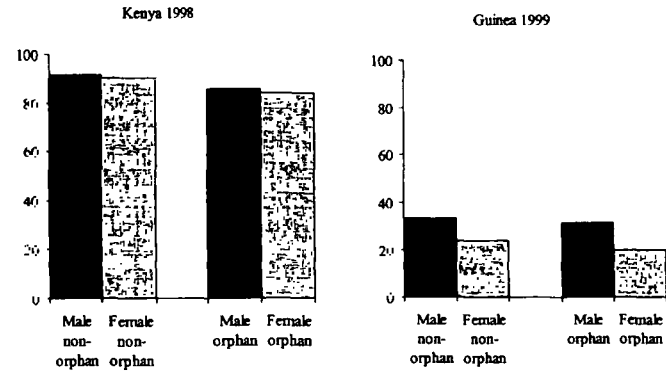 Kenya 1998
100
80
60
40
20
0
Male non-orphan
Female non-orphan
Male orphan
Female orphan
Guinea 1999
100
80
60
40
20
0
Male non-orphan
Female non-orphan
Male orphan
Female orphan